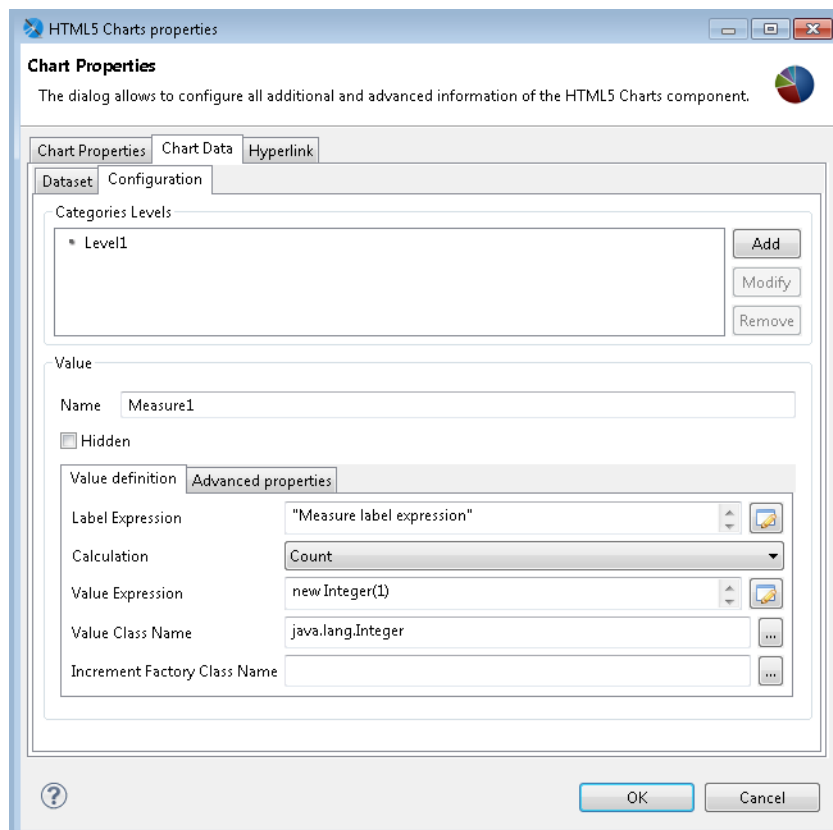 HTML5 Charts properties
Chart Properties
The dialog allows to configure all additional and advanced information of the HTML5 Charts component.
Chart Properties Chart Data Hyperlink
Dataset Configuration
Categories Levels
Level1
Add
Modify
Remove
Value
Name Measure1
Hidden
Value definition Advanced properties
Label Expression "Measure label expression"
Calculation Count
Value Expression new Integer(1)
Value Class Name java.lang.Integer ...
Increment Factory Class Name ...
? OK Cancel